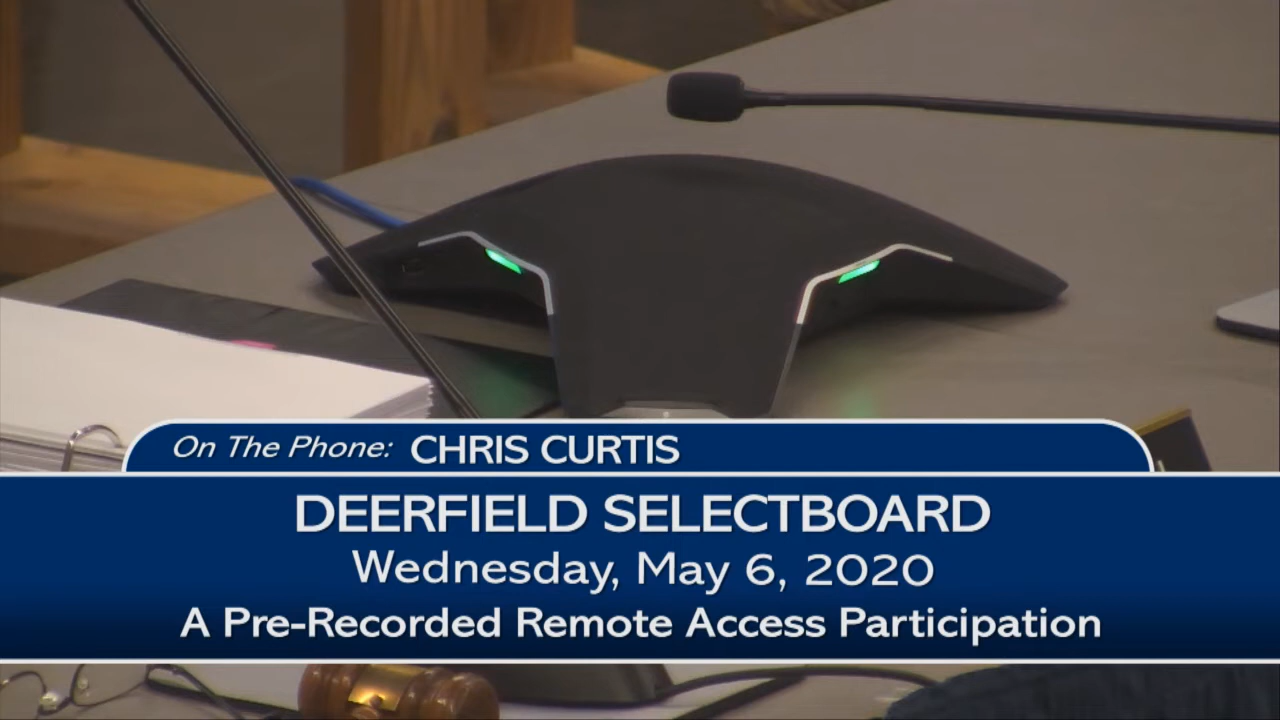 On The Phone: CHRIS CURTIS
DEERFIELD SELECTBOARD
Wednesday, May 6, 2020
A Pre-Recorded Remote Access Participation